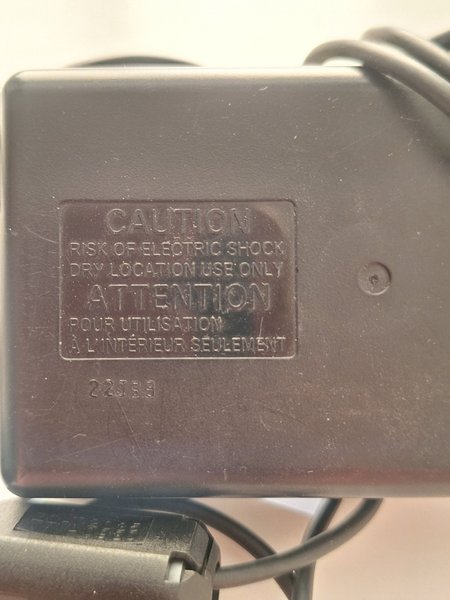 CAUTION
RISK OF ELECTRIC SHOCK
DRY LOCATION USE ONLY
ATTENTION
POUR UTILISATION
À L'INTÉRIEUR SEULEMENT